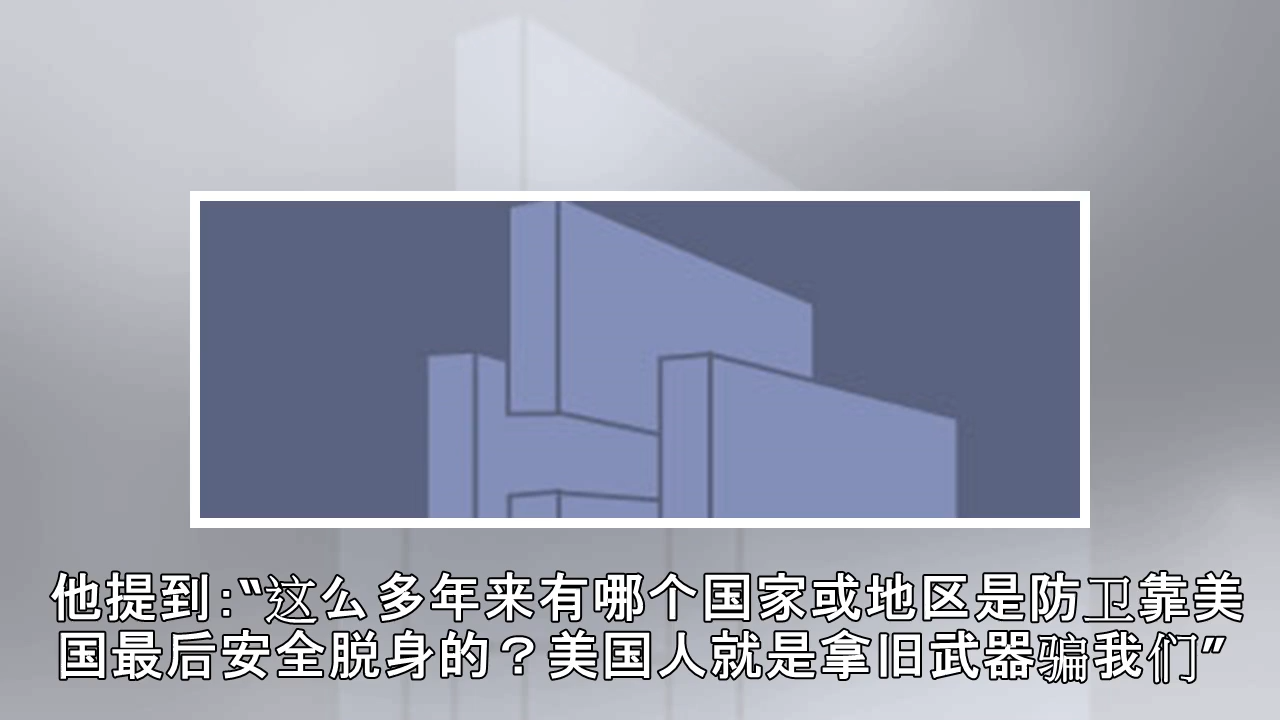 他提到:“这么多年来有哪个国家或地区是防卫靠美
国最后安全脱身的？美国人就是拿旧武器骗我们”